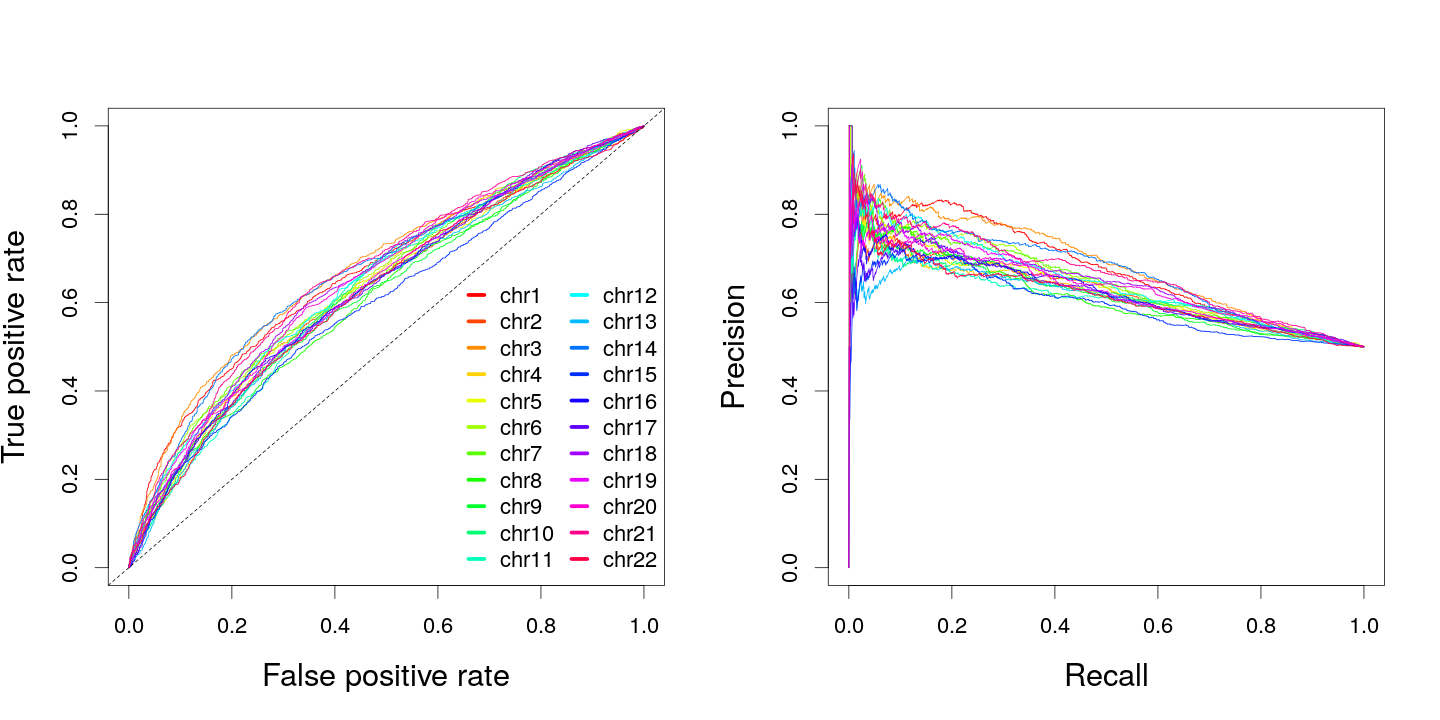 True positive rate
1.0
0.8
0.6
0.4
0.2
0.0
chr1 chr12
chr2 chr13
chr3 chr14
chr4 chr15
chr5 chr16
chr6 chr17
chr7 chr18
chr8 chr19
chr9 chr20
chr10 chr21
chr11 chr22
0.0 0.2 0.4 0.6 0.8 1.0
False positive rate
Precision
1.0
0.8
0.6
0.4
0.2
0.0
0.0 0.2 0.4 0.6 0.8 1.0
Recall